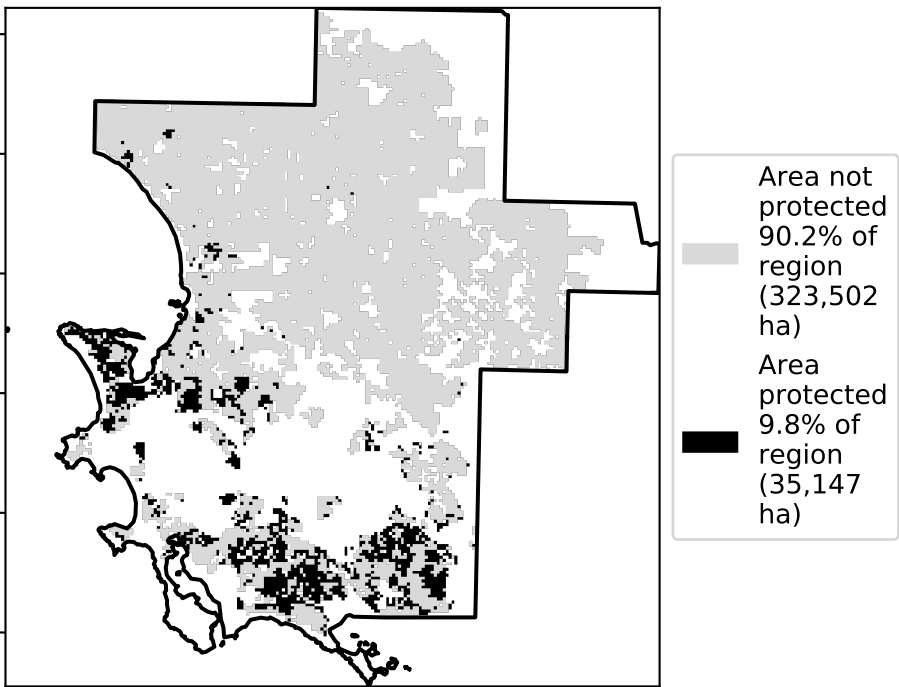 Area not
protected
90.2% of
region
(323,502
ha)
Area
protected
9.8% of
region
(35,147
ha)